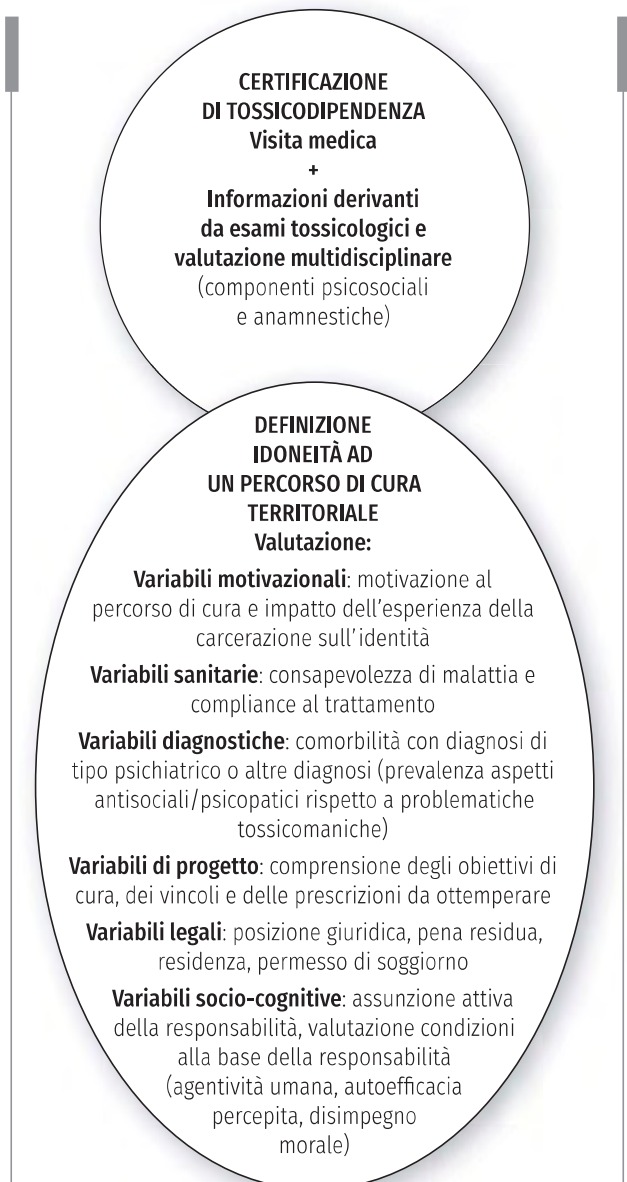 CERTIFICAZIONE
DI TOSSICODIPENDENZA
Visita medica
+
Informazioni derivanti
da esami tossicologici e
valutazione multidisciplinare
(componenti psicosociali
e anamnestiche)
DEFINIZIONE
IDONEITÀ AD
UN PERCORSO DI CURA
TERRITORIALE
Valutazione:
Variabili motivazionali: motivazione al
percorso di cura e impatto dell'esperienza della
carcerazione sull'identità
Variabili sanitarie: consapevolezza di malattia e
compliance al trattamento
Variabili diagnostiche: comorbilità con diagnosi di
tipo psichiatrico o altre diagnosi (prevalenza aspetti
antisociali/psicopatici rispetto a problematiche
tossicomaniche)
Variabili di progetto: comprensione degli obiettivi di
cura, dei vincoli e delle prescrizioni da ottemperare
Variabili legali: posizione giuridica, pena residua,
residenza, permesso di soggiorno
Variabili socio-cognitive: assunzione attiva
della responsabilità, valutazione condizioni
alla base della responsabilità
(agentività umana, autoefficacia
percepita, disimpegno
morale)